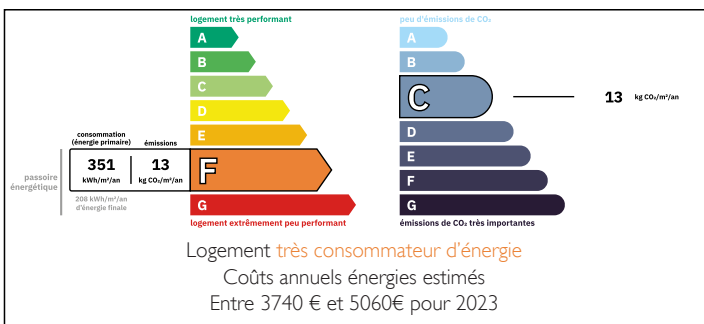 logement très performant
A
B
C
D
E
consommation
(énergie primaire)
émissions
351
kWh/m²/an
13
kg CO₂/m²/an
F
passoire
énergétique
208 kWh/m²/an
d'énergie finale
G
logement extrêmement peu performant
peu d'émissions de CO₂
A
B
C
13 kg CO₂/m²/an
D
E
F
G
émissions de CO₂ très importantes
Logement très consommateur d'énergie
Coûts annuels énergies estimés
Entre 3740 € et 5060€ pour 2023